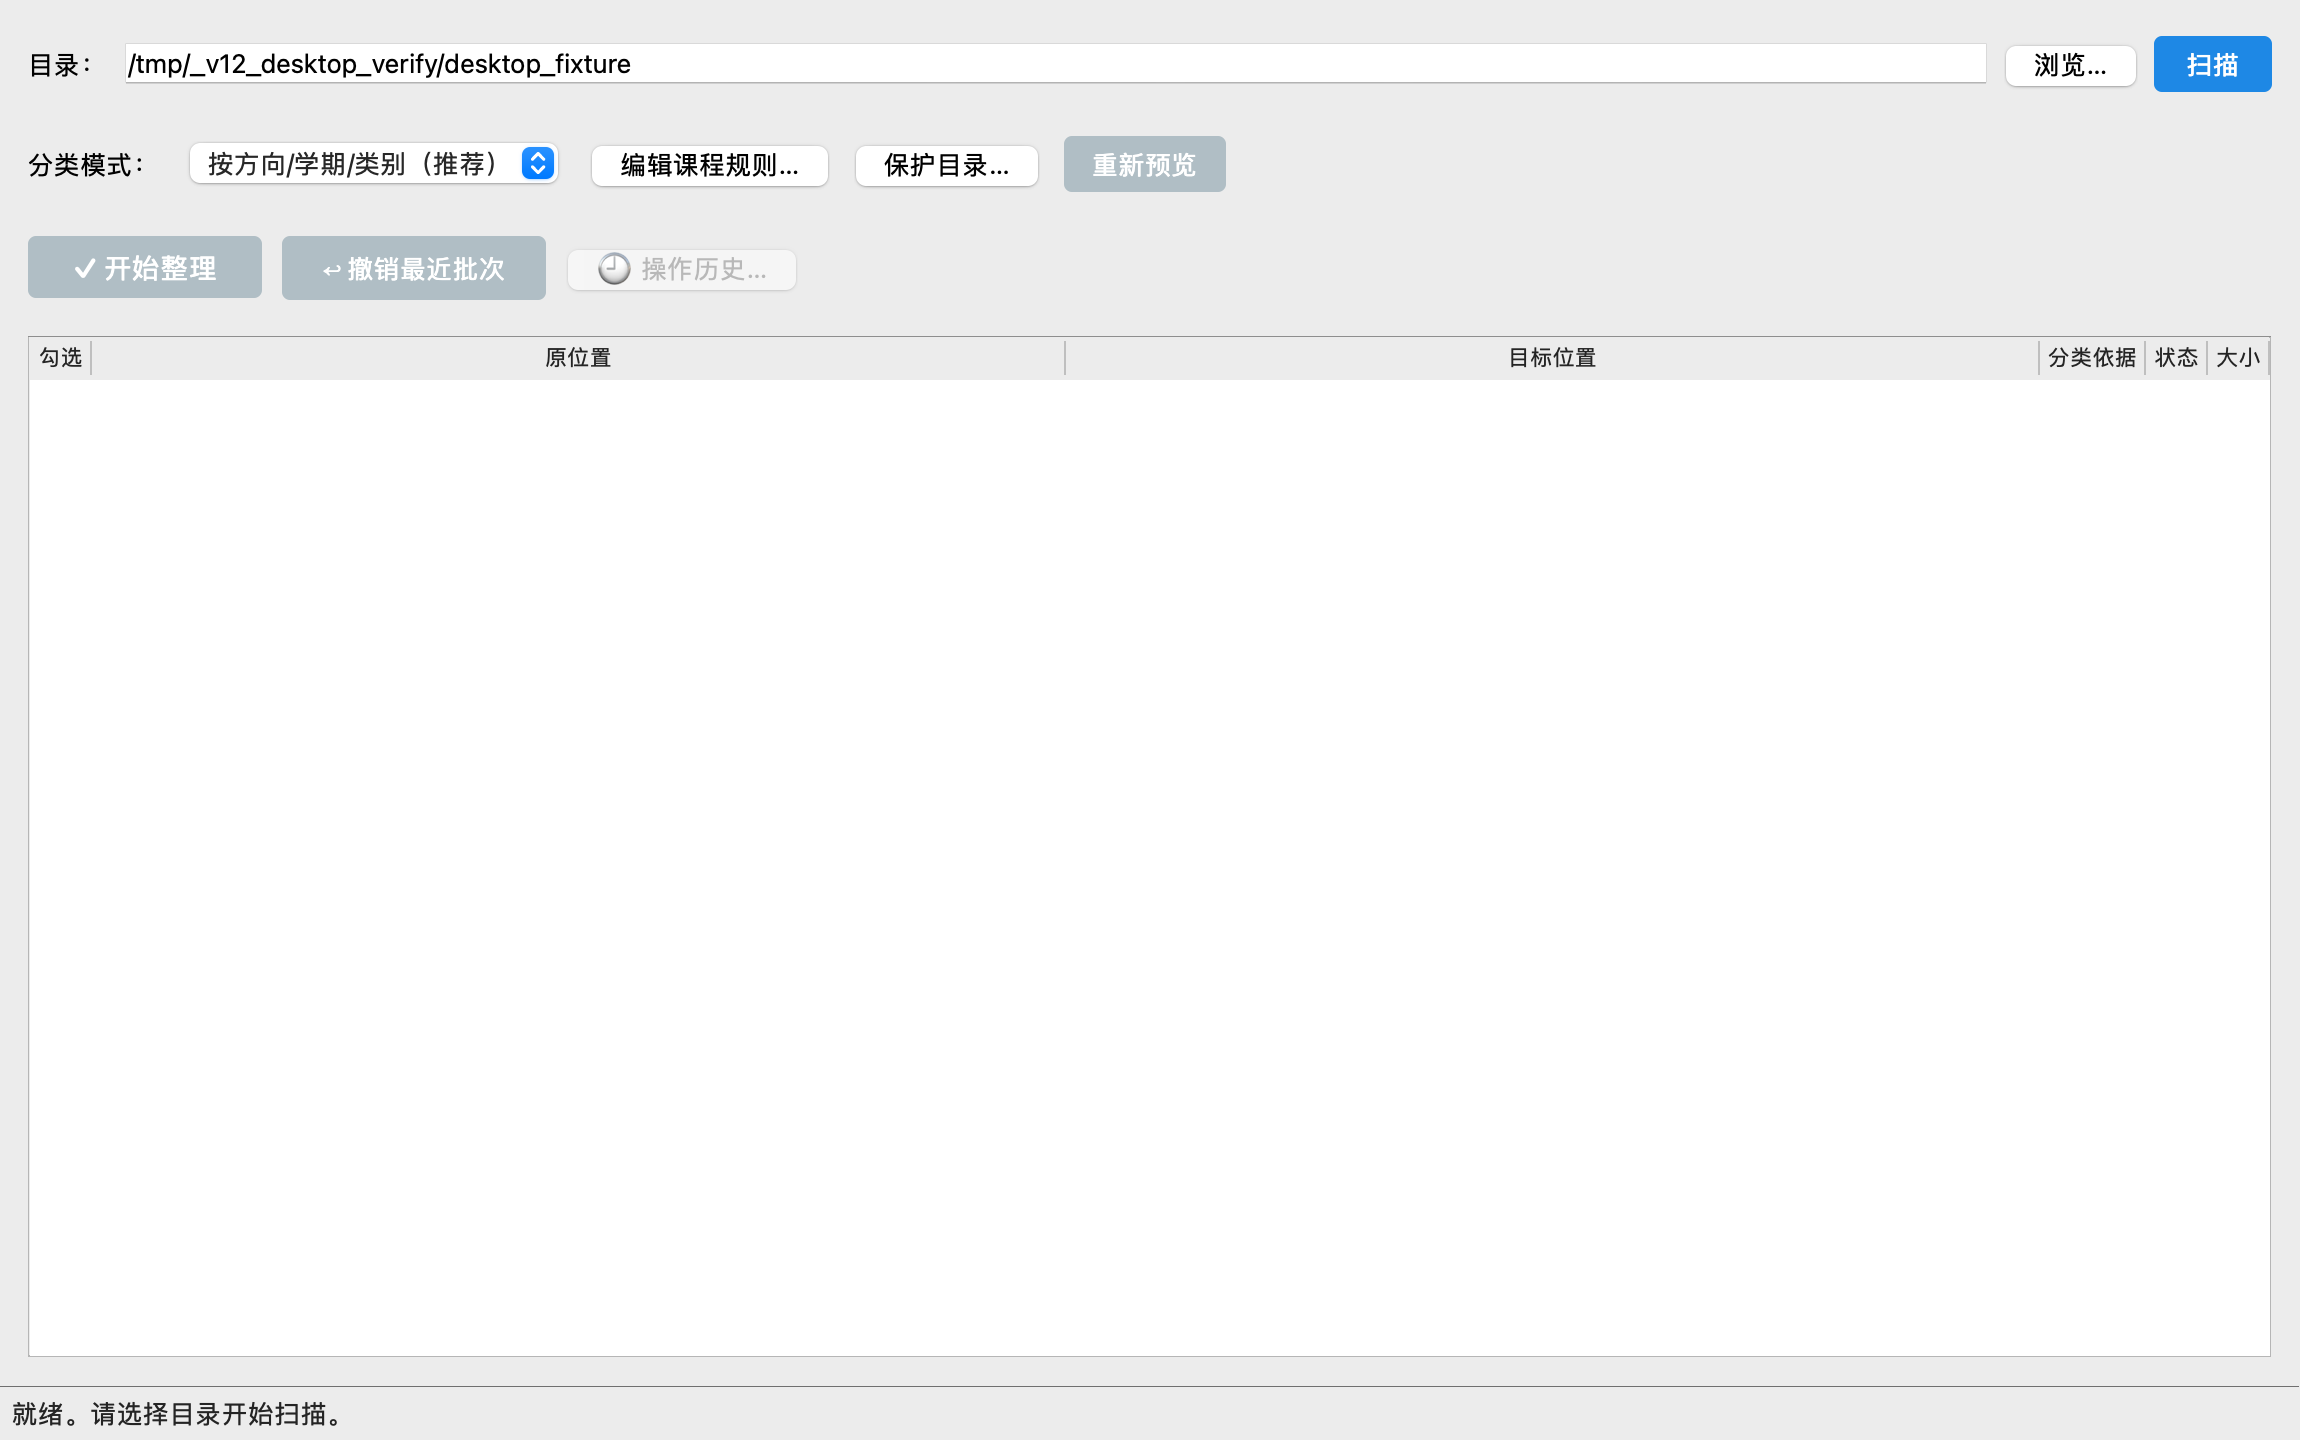 目录： /tmp/_v12_desktop_verify/desktop_fixture 浏览... 扫描
分类模式： 按方向/学期/类别（推荐） 编辑课程规则... 保护目录... 重新预览
✓ 开始整理 ↩ 撤销最近批次 🕘 操作历史...
勾选 原位置 目标位置 分类依据 状态 大小
就绪。请选择目录开始扫描。